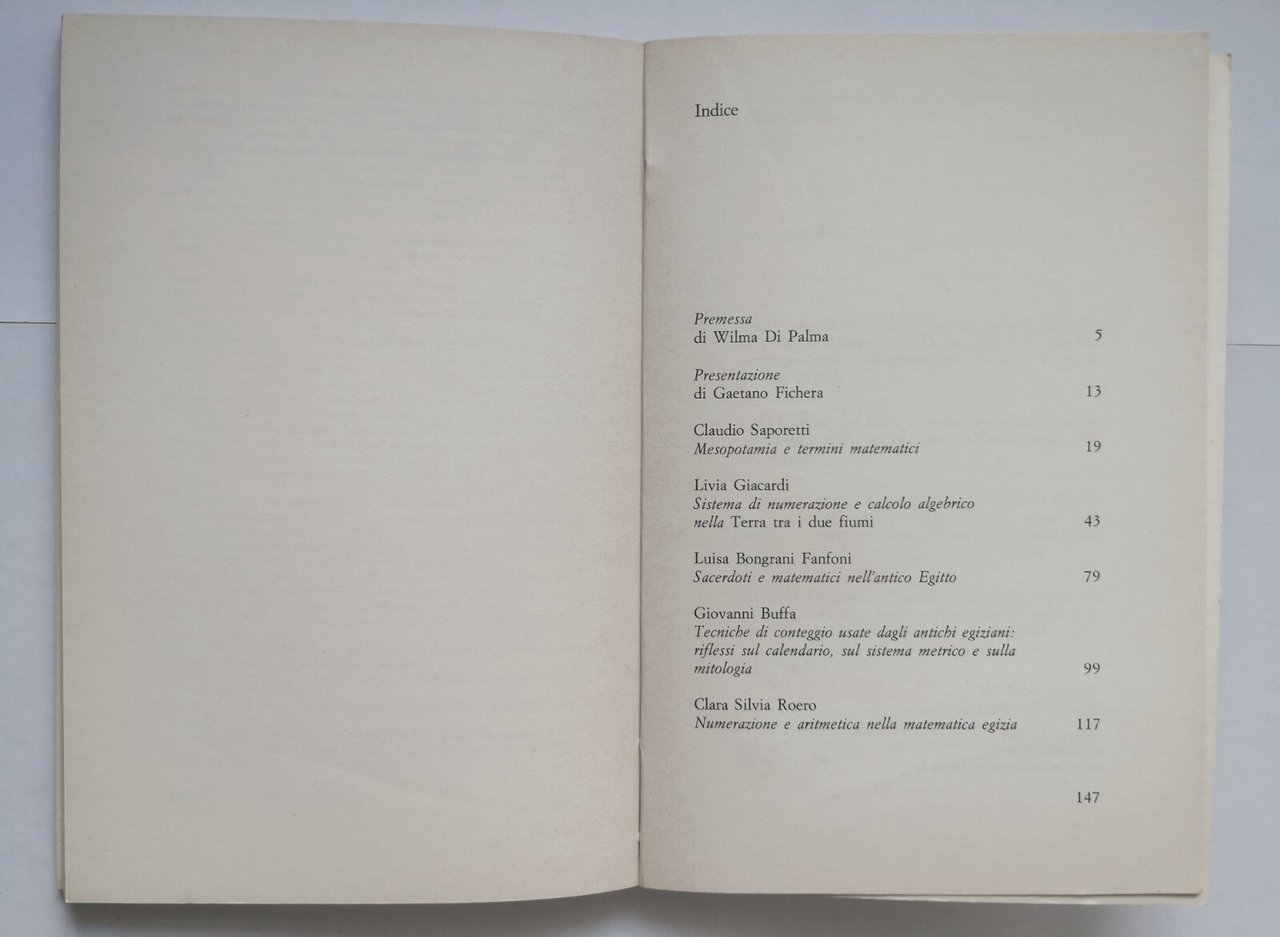 Indice
Premessa
di Wilma Di Palma 5
Presentazione
di Gaetano Fichera 13
Claudio Saporetti
Mesopotamia e termini matematici 19
Livia Giacardi
Sistema di numerazione e calcolo algebrico
nella Terra tra i due fiumi 43
Luisa Bongrani Fanfoni
Sacerdoti e matematici nell'antico Egitto 79
Giovanni Buffa
Tecniche di conteggio usate dagli antichi egiziani:
riflessi sul calendario, sul sistema metrico e sulla
mitologia 99
Clara Silvia Roero
Numerazione e aritmetica nella matematica egizia 117
147